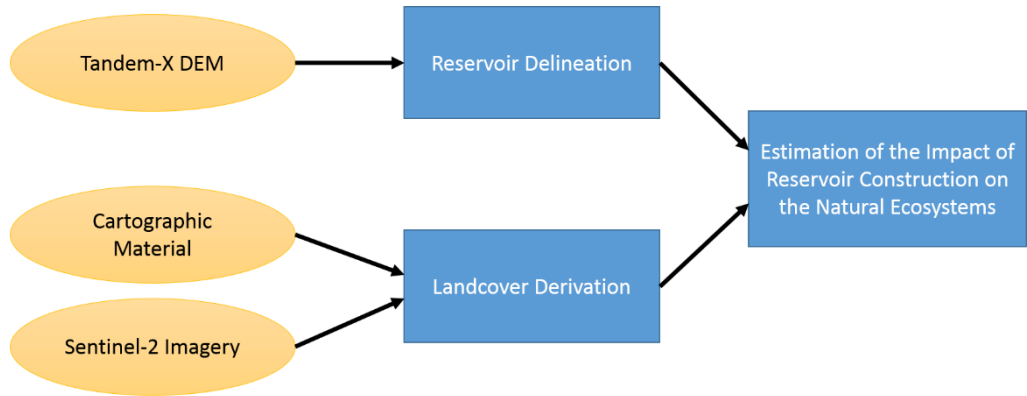 Tandem-X DEM
Reservoir Delineation
Estimation of the Impact of
Reservoir Construction on
the Natural Ecosystems
Cartographic
Material
Landcover Derivation
Sentinel-2 Imagery